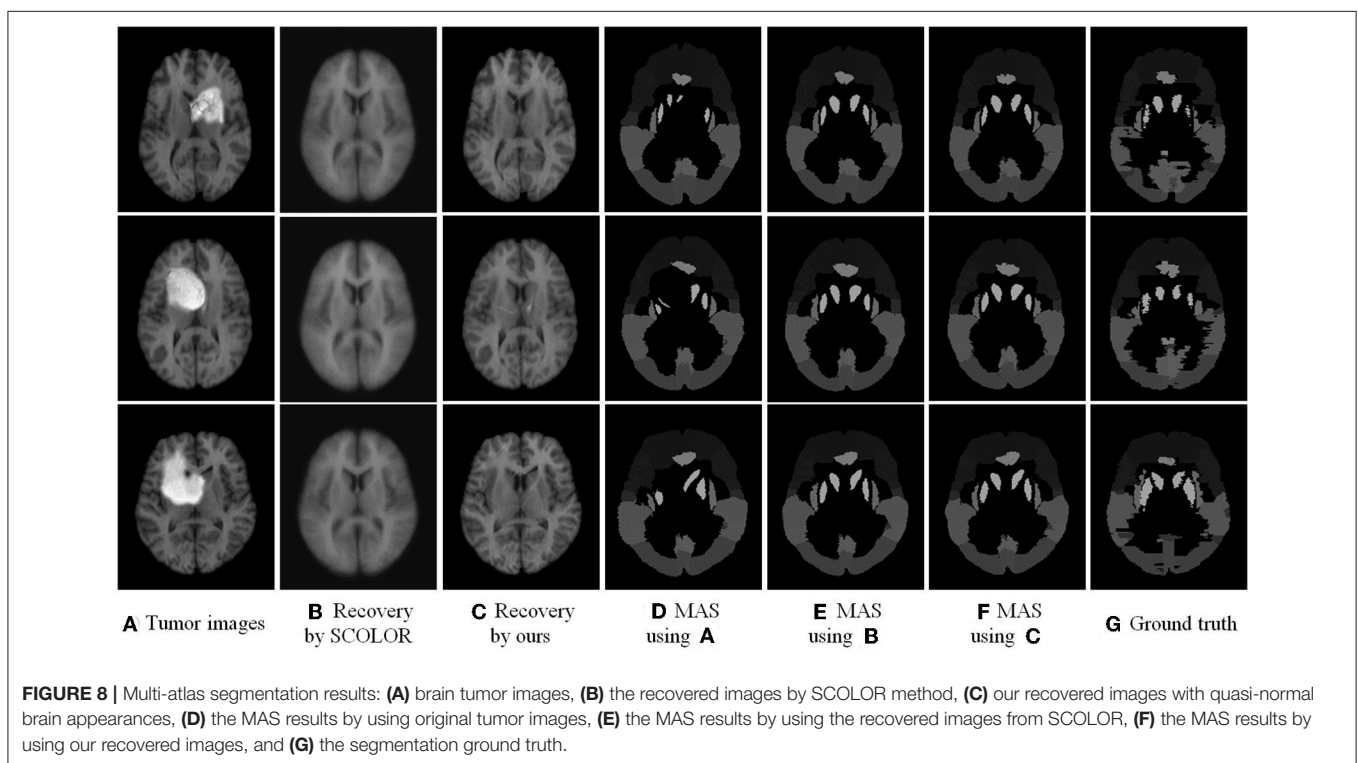 A Tumor images
B Recovery by SCOLOR
C Recovery by ours
D MAS using A
E MAS using B
F MAS using C
G Ground truth
FIGURE 8 | Multi-atlas segmentation results: (A) brain tumor images, (B) the recovered images by SCOLOR method, (C) our recovered images with quasi-normal
brain appearances, (D) the MAS results by using original tumor images, (E) the MAS results by using the recovered images from SCOLOR, (F) the MAS results by
using our recovered images, and (G) the segmentation ground truth.